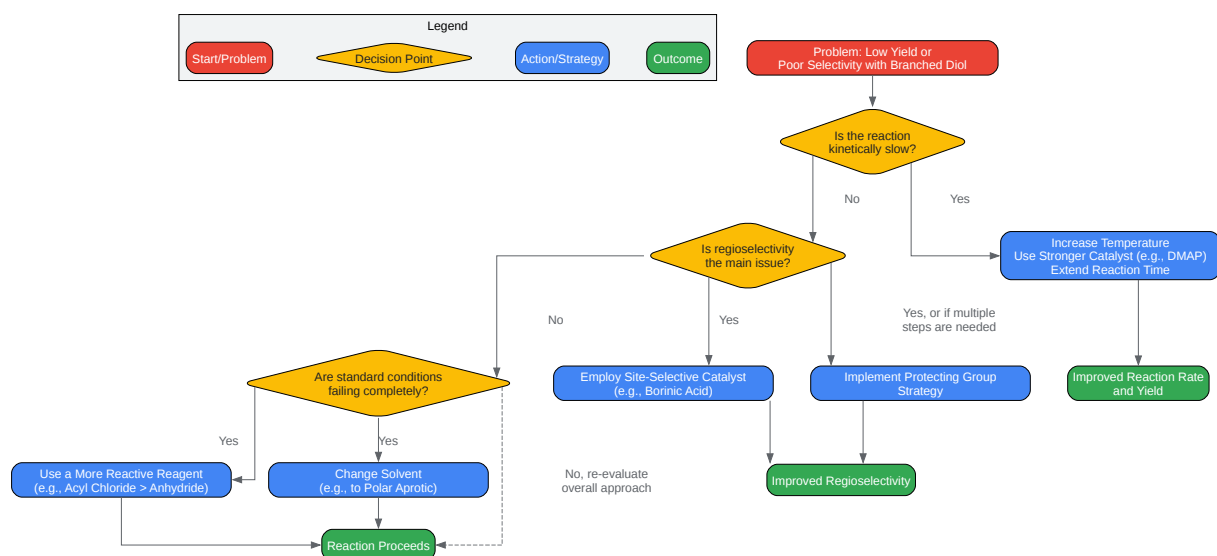 Legend
Start/Problem
Decision Point
Action/Strategy
Outcome
Problem: Low Yield or
Poor Selectivity with Branched Diol
Is the reaction
kinetically slow?
No
Yes
Is regioselectivity
the main issue?
Increase Temperature
Use Stronger Catalyst (e.g., DMAP)
Extend Reaction Time
No
Yes
Yes, or if multiple
steps are needed
Are standard conditions
failing completely?
Employ Site-Selective Catalyst
(e.g., Borinic Acid)
Implement Protecting Group
Strategy
Improved Reaction Rate
and Yield
Yes
Yes
Use a More Reactive Reagent
(e.g., Acyl Chloride > Anhydride)
Change Solvent
(e.g., to Polar Aprotic)
No, re-evaluate
overall approach
Improved Regioselectivity
Reaction Proceeds